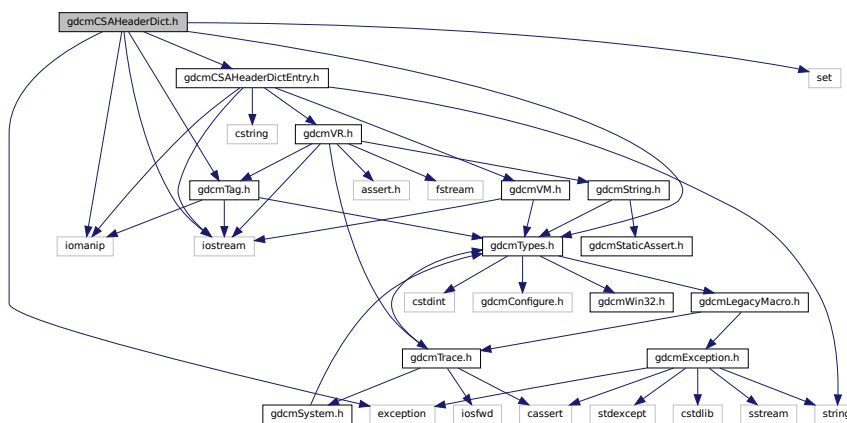 gdcmCSAHeaderDict.h
gdcmCSAHeaderDictEntry.h
set
cstring
gdcmVR.h
gdcmTag.h
assert.h
fstream
gdcmVM.h
gdcmString.h
iomanip
iostream
gdcmTypes.h
gdcmStaticAssert.h
cstdint
gdcmConfigure.h
gdcmWin32.h
gdcmLegacyMacro.h
gdcmTrace.h
gdcmException.h
gdcmSystem.h
exception
iosfwd
cassert
stdexcept
cstdlib
sstream
string